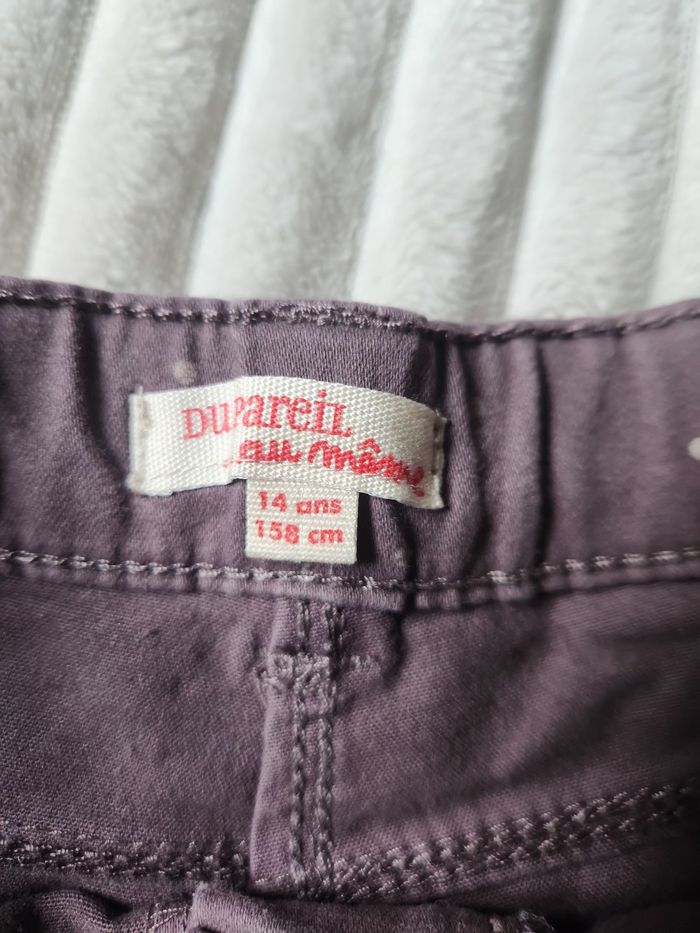 DUPAREIL
...au même
14 ans
158 cm